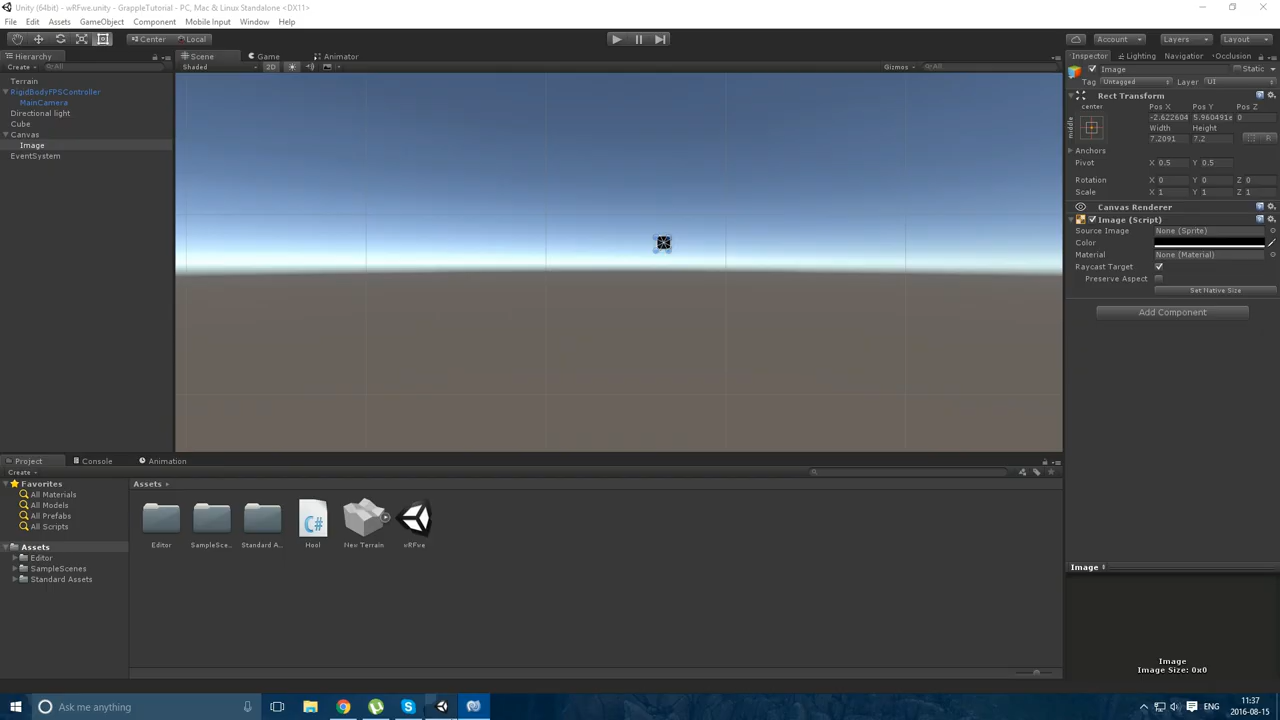 Unity (64bit) - wRFwe.unity - GrappleTutorial - PC, Mac & Linux Standalone <DX11>
File Edit Assets GameObject Component Mobile Input Window Help
Center Local Account Layers Layout
Hierarchy Scene Game Animator Inspector Lighting Navigator Occlusion
Create All Shaded 2D Gizmos All Image Static
Tag Untagged Layer UI
Terrain
RigidBodyFPSController
MainCamera
Directional light
Cube
Canvas
Image
EventSystem
Rect Transform
center Pos X Pos Y Pos Z
middle -2.622604 5.960491e 0
Width Height
7.2091 7.2 R
Anchors
Pivot X 0.5 Y 0.5
Rotation X 0 Y 0 Z 0
Scale X 1 Y 1 Z 1
Canvas Renderer
Image (Script)
Source Image None (Sprite)
Color
Material None (Material)
Raycast Target
Preserve Aspect
Set Native Size
Add Component
Project Console Animation
Create
Favorites Assets
All Materials
All Models
All Prefabs
All Scripts
Assets
Editor
SampleScenes
Standard Assets
C#
Editor SampleSce... Standard A... Hool New Terrain wRFwe
Image
Image
Image Size: 0x0
Ask me anything
ENG
11:37
2016-08-15